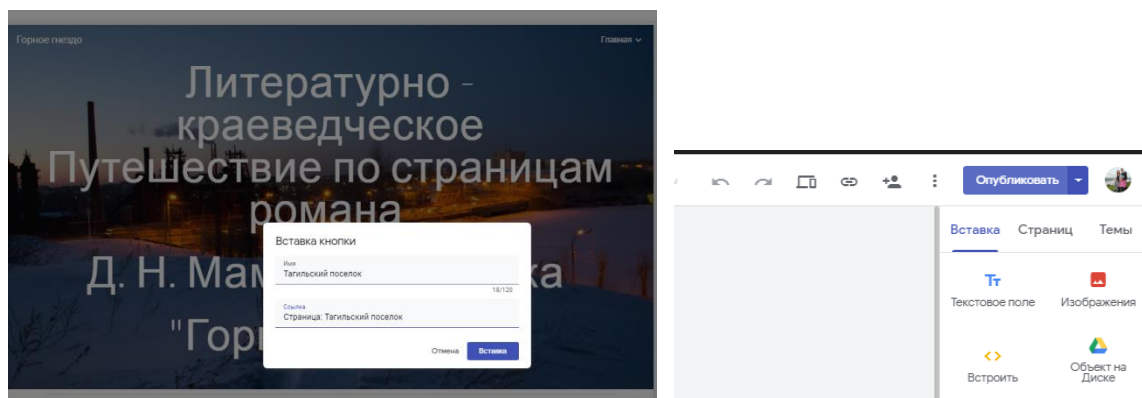 Горное гнездо
Главная
Литературно -
краеведческое
Путешествие по страницам
романа
Д. Н. Мам
ка
"Горн
Вставка кнопки
Имя
Тагильский поселок
18/120
Ссылка
Страница: Тагильский поселок
Отмена
Вставка
Опубликовать
Вставка Страниц Темы
Текстовое поле Изображения
Встроить
Объект на
Диске